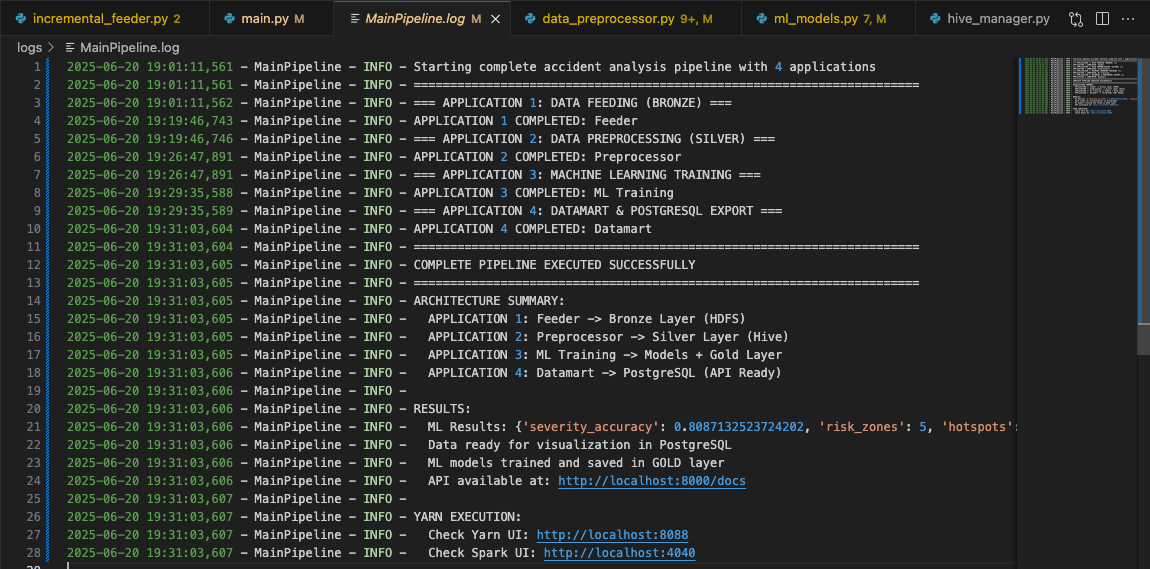 incremental_feeder.py 2 main.py M MainPipeline.log M data_preprocessor.py 9+, M ml_models.py 7, M hive_manager.py
logs > MainPipeline.log
1 2025-06-20 19:01:11,561 - MainPipeline - INFO - Starting complete accident analysis pipeline with 4 applications
2 2025-06-20 19:01:11,561 - MainPipeline - INFO - ======================================================================
3 2025-06-20 19:01:11,562 - MainPipeline - INFO - === APPLICATION 1: DATA FEEDING (BRONZE) ===
4 2025-06-20 19:19:46,743 - MainPipeline - INFO - APPLICATION 1 COMPLETED: Feeder
5 2025-06-20 19:19:46,746 - MainPipeline - INFO - === APPLICATION 2: DATA PREPROCESSING (SILVER) ===
6 2025-06-20 19:26:47,891 - MainPipeline - INFO - APPLICATION 2 COMPLETED: Preprocessor
7 2025-06-20 19:26:47,891 - MainPipeline - INFO - === APPLICATION 3: MACHINE LEARNING TRAINING ===
8 2025-06-20 19:29:35,588 - MainPipeline - INFO - APPLICATION 3 COMPLETED: ML Training
9 2025-06-20 19:29:35,589 - MainPipeline - INFO - === APPLICATION 4: DATAMART & POSTGRESQL EXPORT ===
10 2025-06-20 19:31:03,604 - MainPipeline - INFO - APPLICATION 4 COMPLETED: Datamart
11 2025-06-20 19:31:03,604 - MainPipeline - INFO - ======================================================================
12 2025-06-20 19:31:03,605 - MainPipeline - INFO - COMPLETE PIPELINE EXECUTED SUCCESSFULLY
13 2025-06-20 19:31:03,605 - MainPipeline - INFO - ======================================================================
14 2025-06-20 19:31:03,605 - MainPipeline - INFO - ARCHITECTURE SUMMARY:
15 2025-06-20 19:31:03,605 - MainPipeline - INFO -   APPLICATION 1: Feeder -> Bronze Layer (HDFS)
16 2025-06-20 19:31:03,605 - MainPipeline - INFO -   APPLICATION 2: Preprocessor -> Silver Layer (Hive)
17 2025-06-20 19:31:03,606 - MainPipeline - INFO -   APPLICATION 3: ML Training -> Models + Gold Layer
18 2025-06-20 19:31:03,606 - MainPipeline - INFO -   APPLICATION 4: Datamart -> PostgreSQL (API Ready)
19 2025-06-20 19:31:03,606 - MainPipeline - INFO -
20 2025-06-20 19:31:03,606 - MainPipeline - INFO - RESULTS:
21 2025-06-20 19:31:03,606 - MainPipeline - INFO -   ML Results: {'severity_accuracy': 0.8087132523724202, 'risk_zones': 5, 'hotspots':
22 2025-06-20 19:31:03,606 - MainPipeline - INFO -   Data ready for visualization in PostgreSQL
23 2025-06-20 19:31:03,606 - MainPipeline - INFO -   ML models trained and saved in GOLD layer
24 2025-06-20 19:31:03,606 - MainPipeline - INFO -   API available at: http://localhost:8000/docs
25 2025-06-20 19:31:03,607 - MainPipeline - INFO -
26 2025-06-20 19:31:03,607 - MainPipeline - INFO - YARN EXECUTION:
27 2025-06-20 19:31:03,607 - MainPipeline - INFO -   Check Yarn UI: http://localhost:8088
28 2025-06-20 19:31:03,607 - MainPipeline - INFO -   Check Spark UI: http://localhost:4040